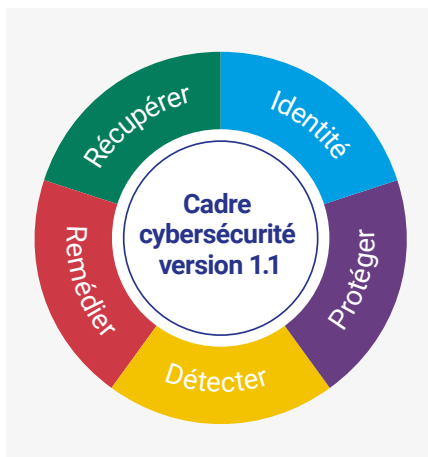 Récupérer
Identité
Cadre
cybersécurité
version 1.1
Remédier
Protéger
Détecter